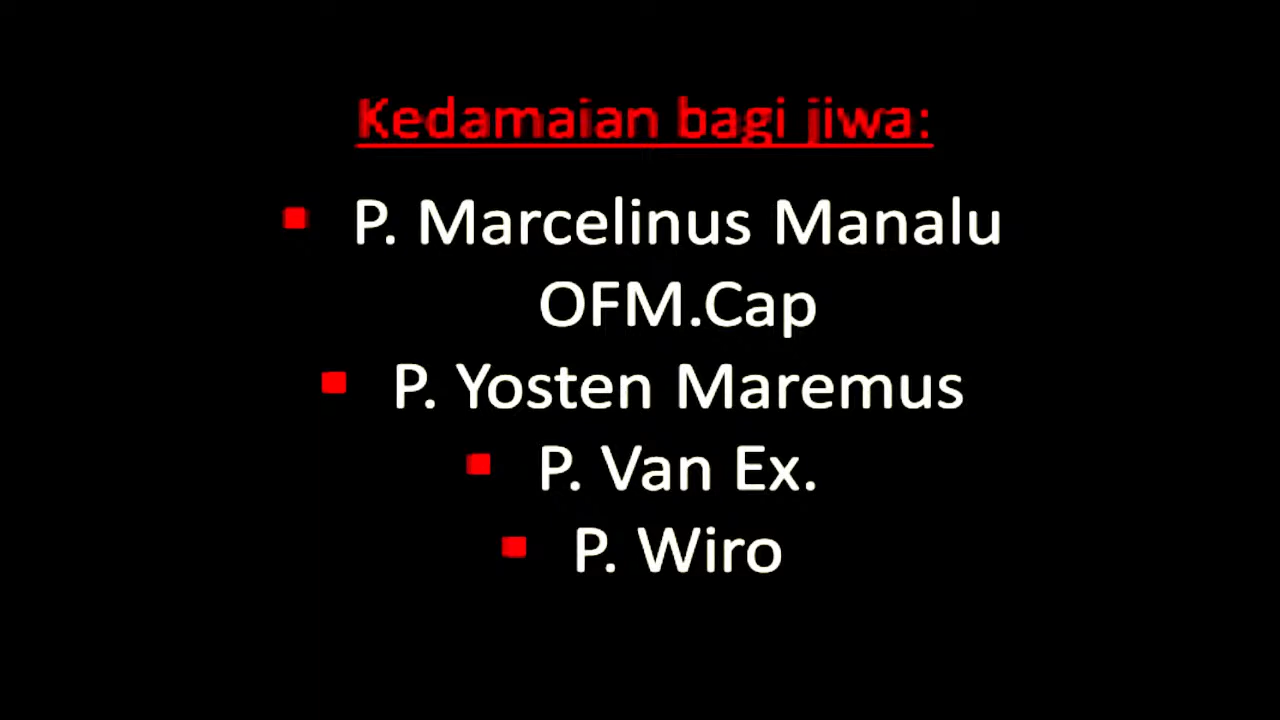 Kedamaian bagi jiwa:
▪ P. Marcelinus Manalu
OFM.Cap
▪ P. Yosten Maremus
▪ P. Van Ex.
▪ P. Wiro